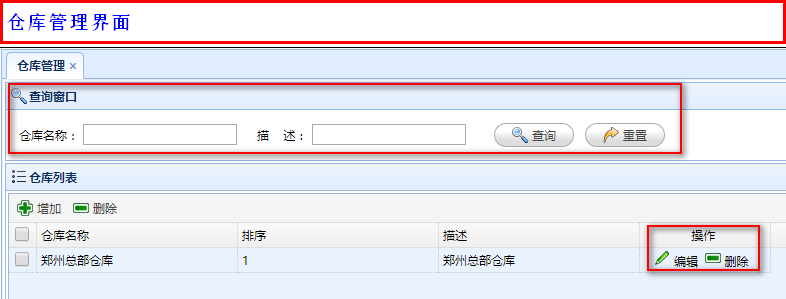 仓库管理界面
仓库管理 ×
查询窗口
仓库名称： 描 述： 查询 重置
仓库列表
增加 删除
仓库名称 排序 描述 操作
郑州总部仓库 1 郑州总部仓库 编辑 删除